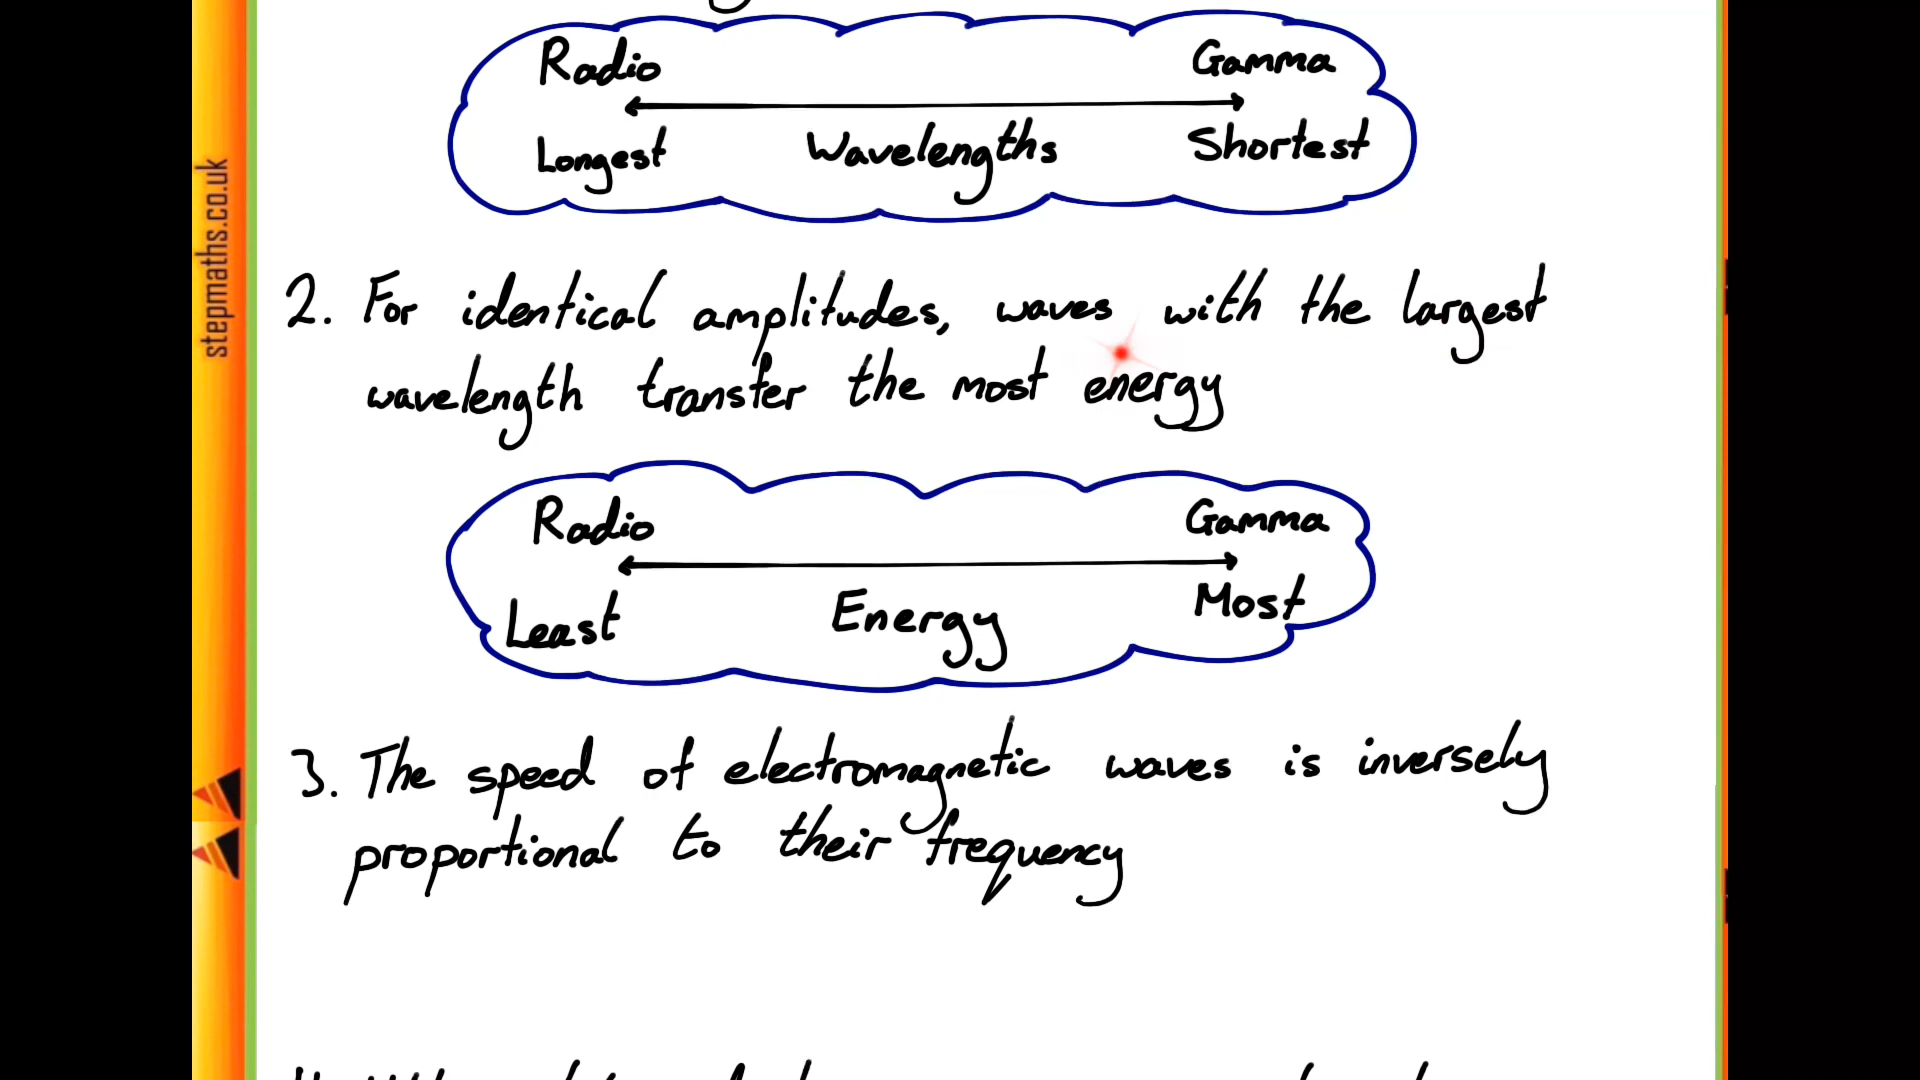 Radio Gamma
Longest Wavelengths Shortest
2. For identical amplitudes, waves with the largest
wavelength transfer the most energy
Radio Gamma
Least Energy Most
3. The speed of electromagnetic waves is inversely
proportional to their frequency
stepmaths.co.uk